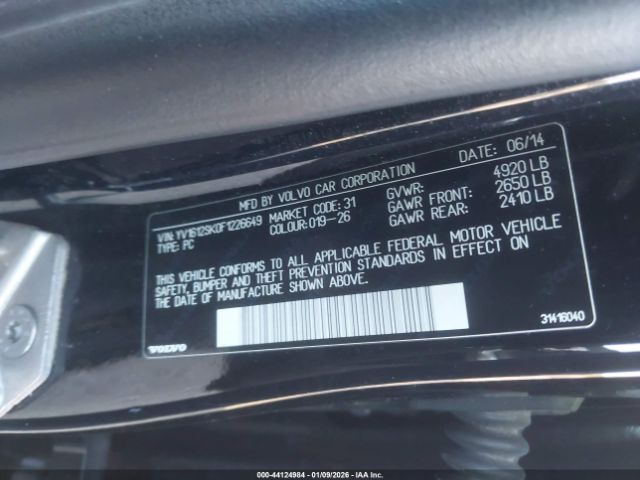 MFD BY VOLVO CAR CORPORATION DATE: 06/14
VIN: YV1612SK0F1226649 MARKET CODE: 31 GVWR: 4920 LB
TYPE: PC COLOUR: 019-26 GAWR FRONT: 2650 LB
GAWR REAR: 2410 LB
THIS VEHICLE CONFORMS TO ALL APPLICABLE FEDERAL MOTOR VEHICLE
SAFETY, BUMPER AND THEFT PREVENTION STANDARDS IN EFFECT ON
THE DATE OF MANUFACTURE SHOWN ABOVE.
VOLVO 31416040
000-44124984 | 01/09/2026 | IAA Inc.